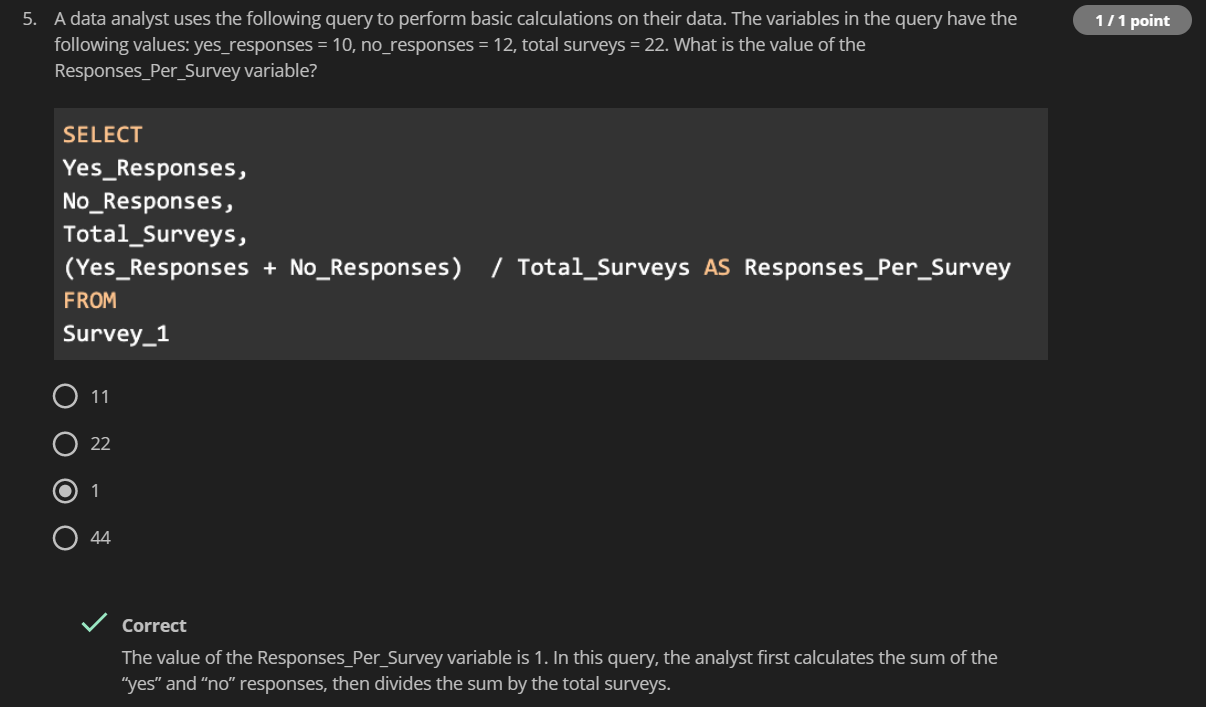 5. A data analyst uses the following query to perform basic calculations on their data. The variables in the query have the
1 / 1 point
following values: yes_responses = 10, no_responses = 12, total surveys = 22. What is the value of the
Responses_Per_Survey variable?
SELECT
Yes_Responses,
No_Responses,
Total_Surveys,
(Yes_Responses + No_Responses)  / Total_Surveys AS Responses_Per_Survey
FROM
Survey_1
11
22
1
44
Correct
The value of the Responses_Per_Survey variable is 1. In this query, the analyst first calculates the sum of the
“yes” and “no” responses, then divides the sum by the total surveys.